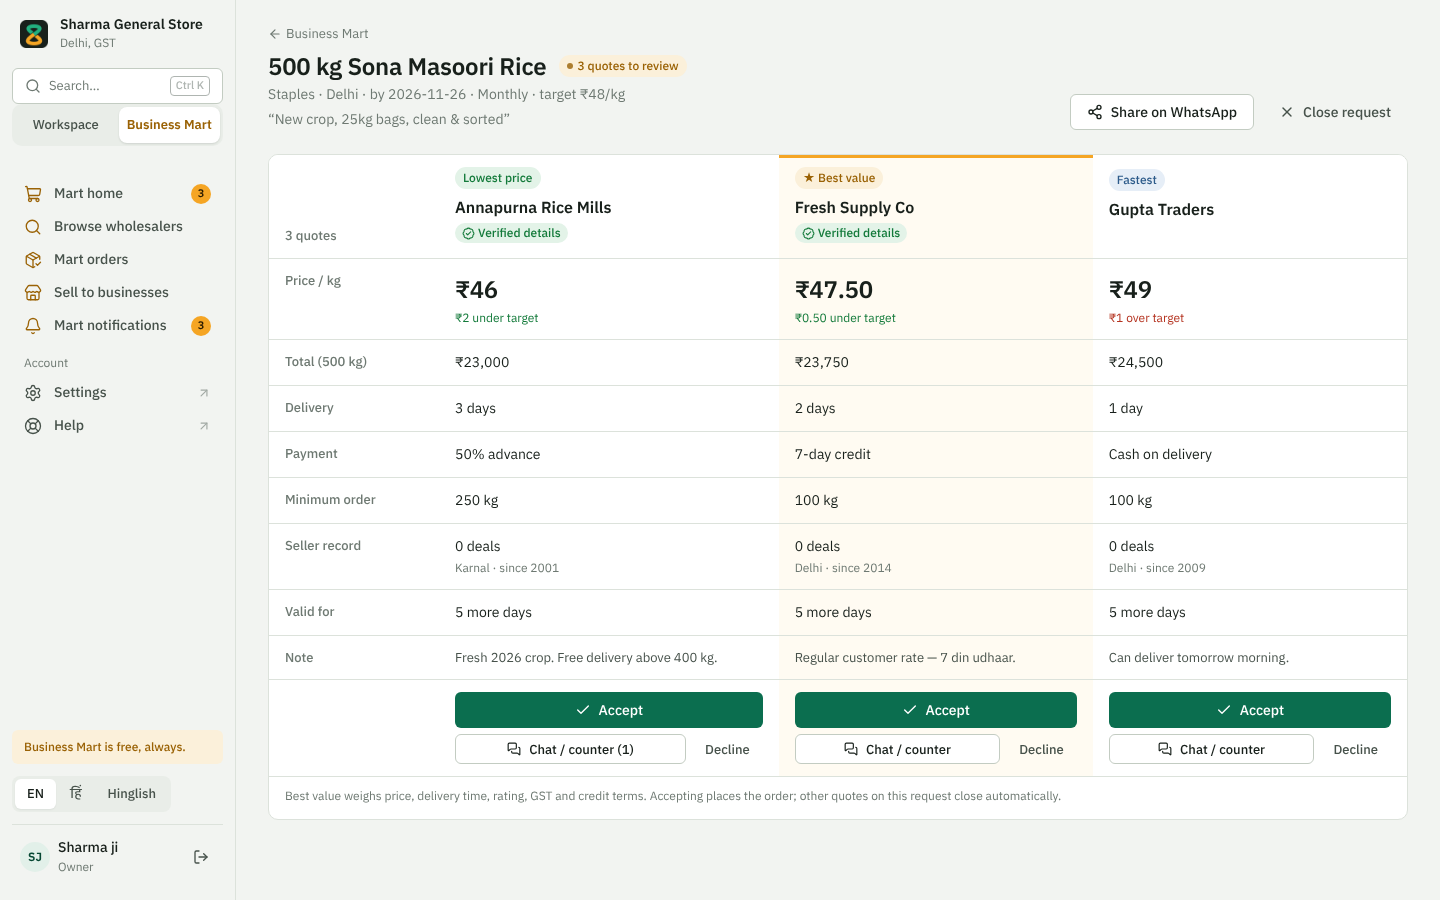 Sharma General Store
Delhi, GST
Search...
Ctrl K
Workspace
Business Mart
Mart home
3
Browse wholesalers
Mart orders
Sell to businesses
Mart notifications
3
Account
Settings
Help
Business Mart is free, always.
EN
हिं
Hinglish
SJ
Sharma ji
Owner
Business Mart
500 kg Sona Masoori Rice
3 quotes to review
Staples · Delhi · by 2026-11-26 · Monthly · target ₹48/kg
“New crop, 25kg bags, clean & sorted”
Share on WhatsApp
Close request
3 quotes
Lowest price
Annapurna Rice Mills
Verified details
★ Best value
Fresh Supply Co
Verified details
Fastest
Gupta Traders
Price / kg
₹46
₹2 under target
₹47.50
₹0.50 under target
₹49
₹1 over target
Total (500 kg)
₹23,000
₹23,750
₹24,500
Delivery
3 days
2 days
1 day
Payment
50% advance
7-day credit
Cash on delivery
Minimum order
250 kg
100 kg
100 kg
Seller record
0 deals
Karnal · since 2001
0 deals
Delhi · since 2014
0 deals
Delhi · since 2009
Valid for
5 more days
5 more days
5 more days
Note
Fresh 2026 crop. Free delivery above 400 kg.
Regular customer rate — 7 din udhaar.
Can deliver tomorrow morning.
Accept
Accept
Accept
Chat / counter (1)
Decline
Chat / counter
Decline
Chat / counter
Decline
Best value weighs price, delivery time, rating, GST and credit terms. Accepting places the order; other quotes on this request close automatically.